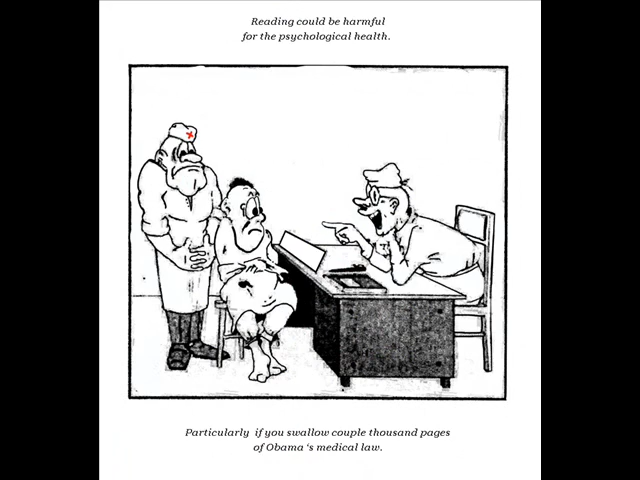 Reading could be harmful
for the psychological health.
Particularly if you swallow couple thousand pages
of Obama 's medical law.